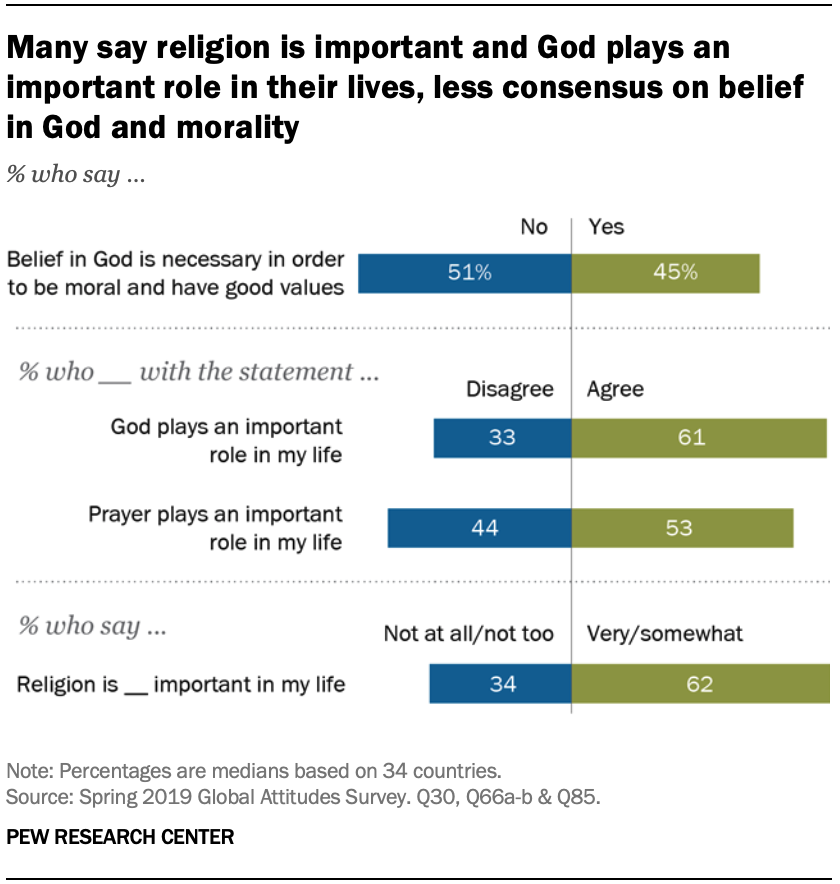 Many say religion is important and God plays an
important role in their lives, less consensus on belief
in God and morality
% who say ...
No Yes
Belief in God is necessary in order
to be moral and have good values
51% 45%
% who __ with the statement ...
Disagree Agree
God plays an important
role in my life
33 61
Prayer plays an important
role in my life
44 53
% who say ...
Not at all/not too Very/somewhat
Religion is __ important in my life 34 62
Note: Percentages are medians based on 34 countries.
Source: Spring 2019 Global Attitudes Survey. Q30, Q66a-b & Q85.
PEW RESEARCH CENTER